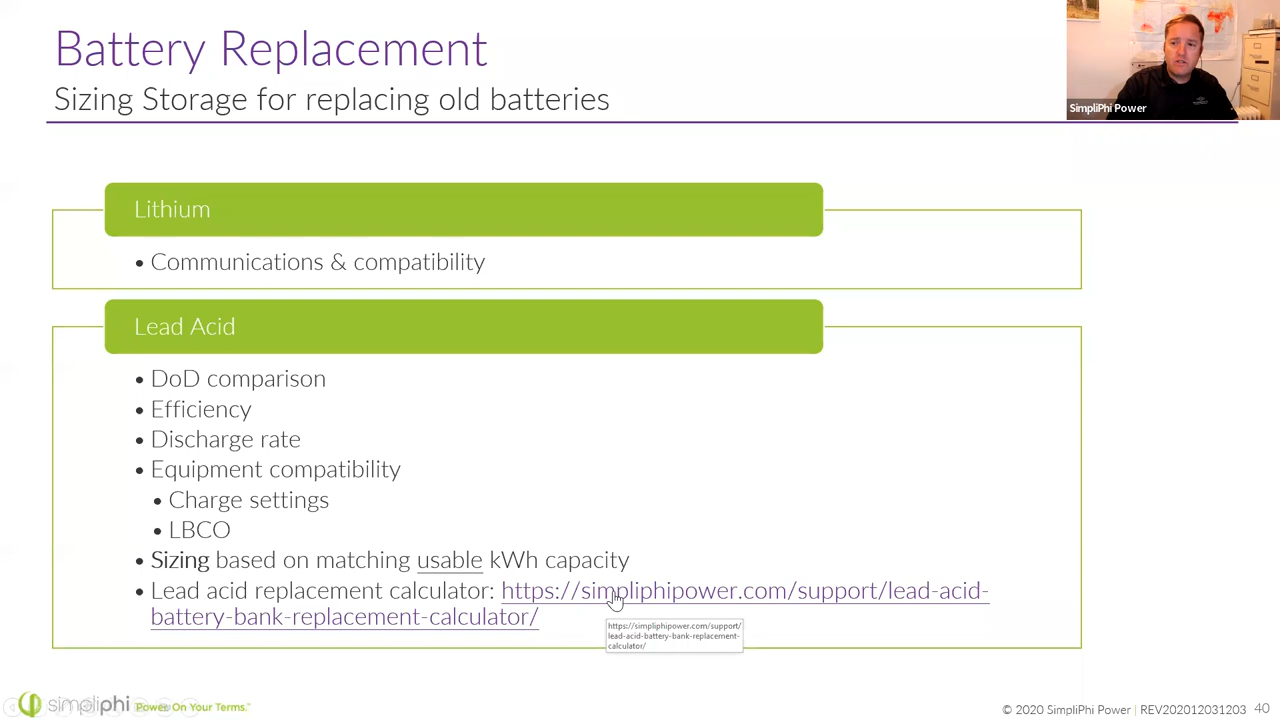 Battery Replacement
Sizing Storage for replacing old batteries
SimpliPhi Power
Lithium
• Communications & compatibility
Lead Acid
• DoD comparison
• Efficiency
• Discharge rate
• Equipment compatibility
• Charge settings
• LBCO
• Sizing based on matching usable kWh capacity
• Lead acid replacement calculator: https://simpliphipower.com/support/lead-acid-
battery-bank-replacement-calculator/
https://simpliphipower.com/support/
lead-acid-battery-bank-replacement-
calculator/
simpliphi Power. On Your Terms.™
© 2020 SimpliPhi Power | REV202012031203 40